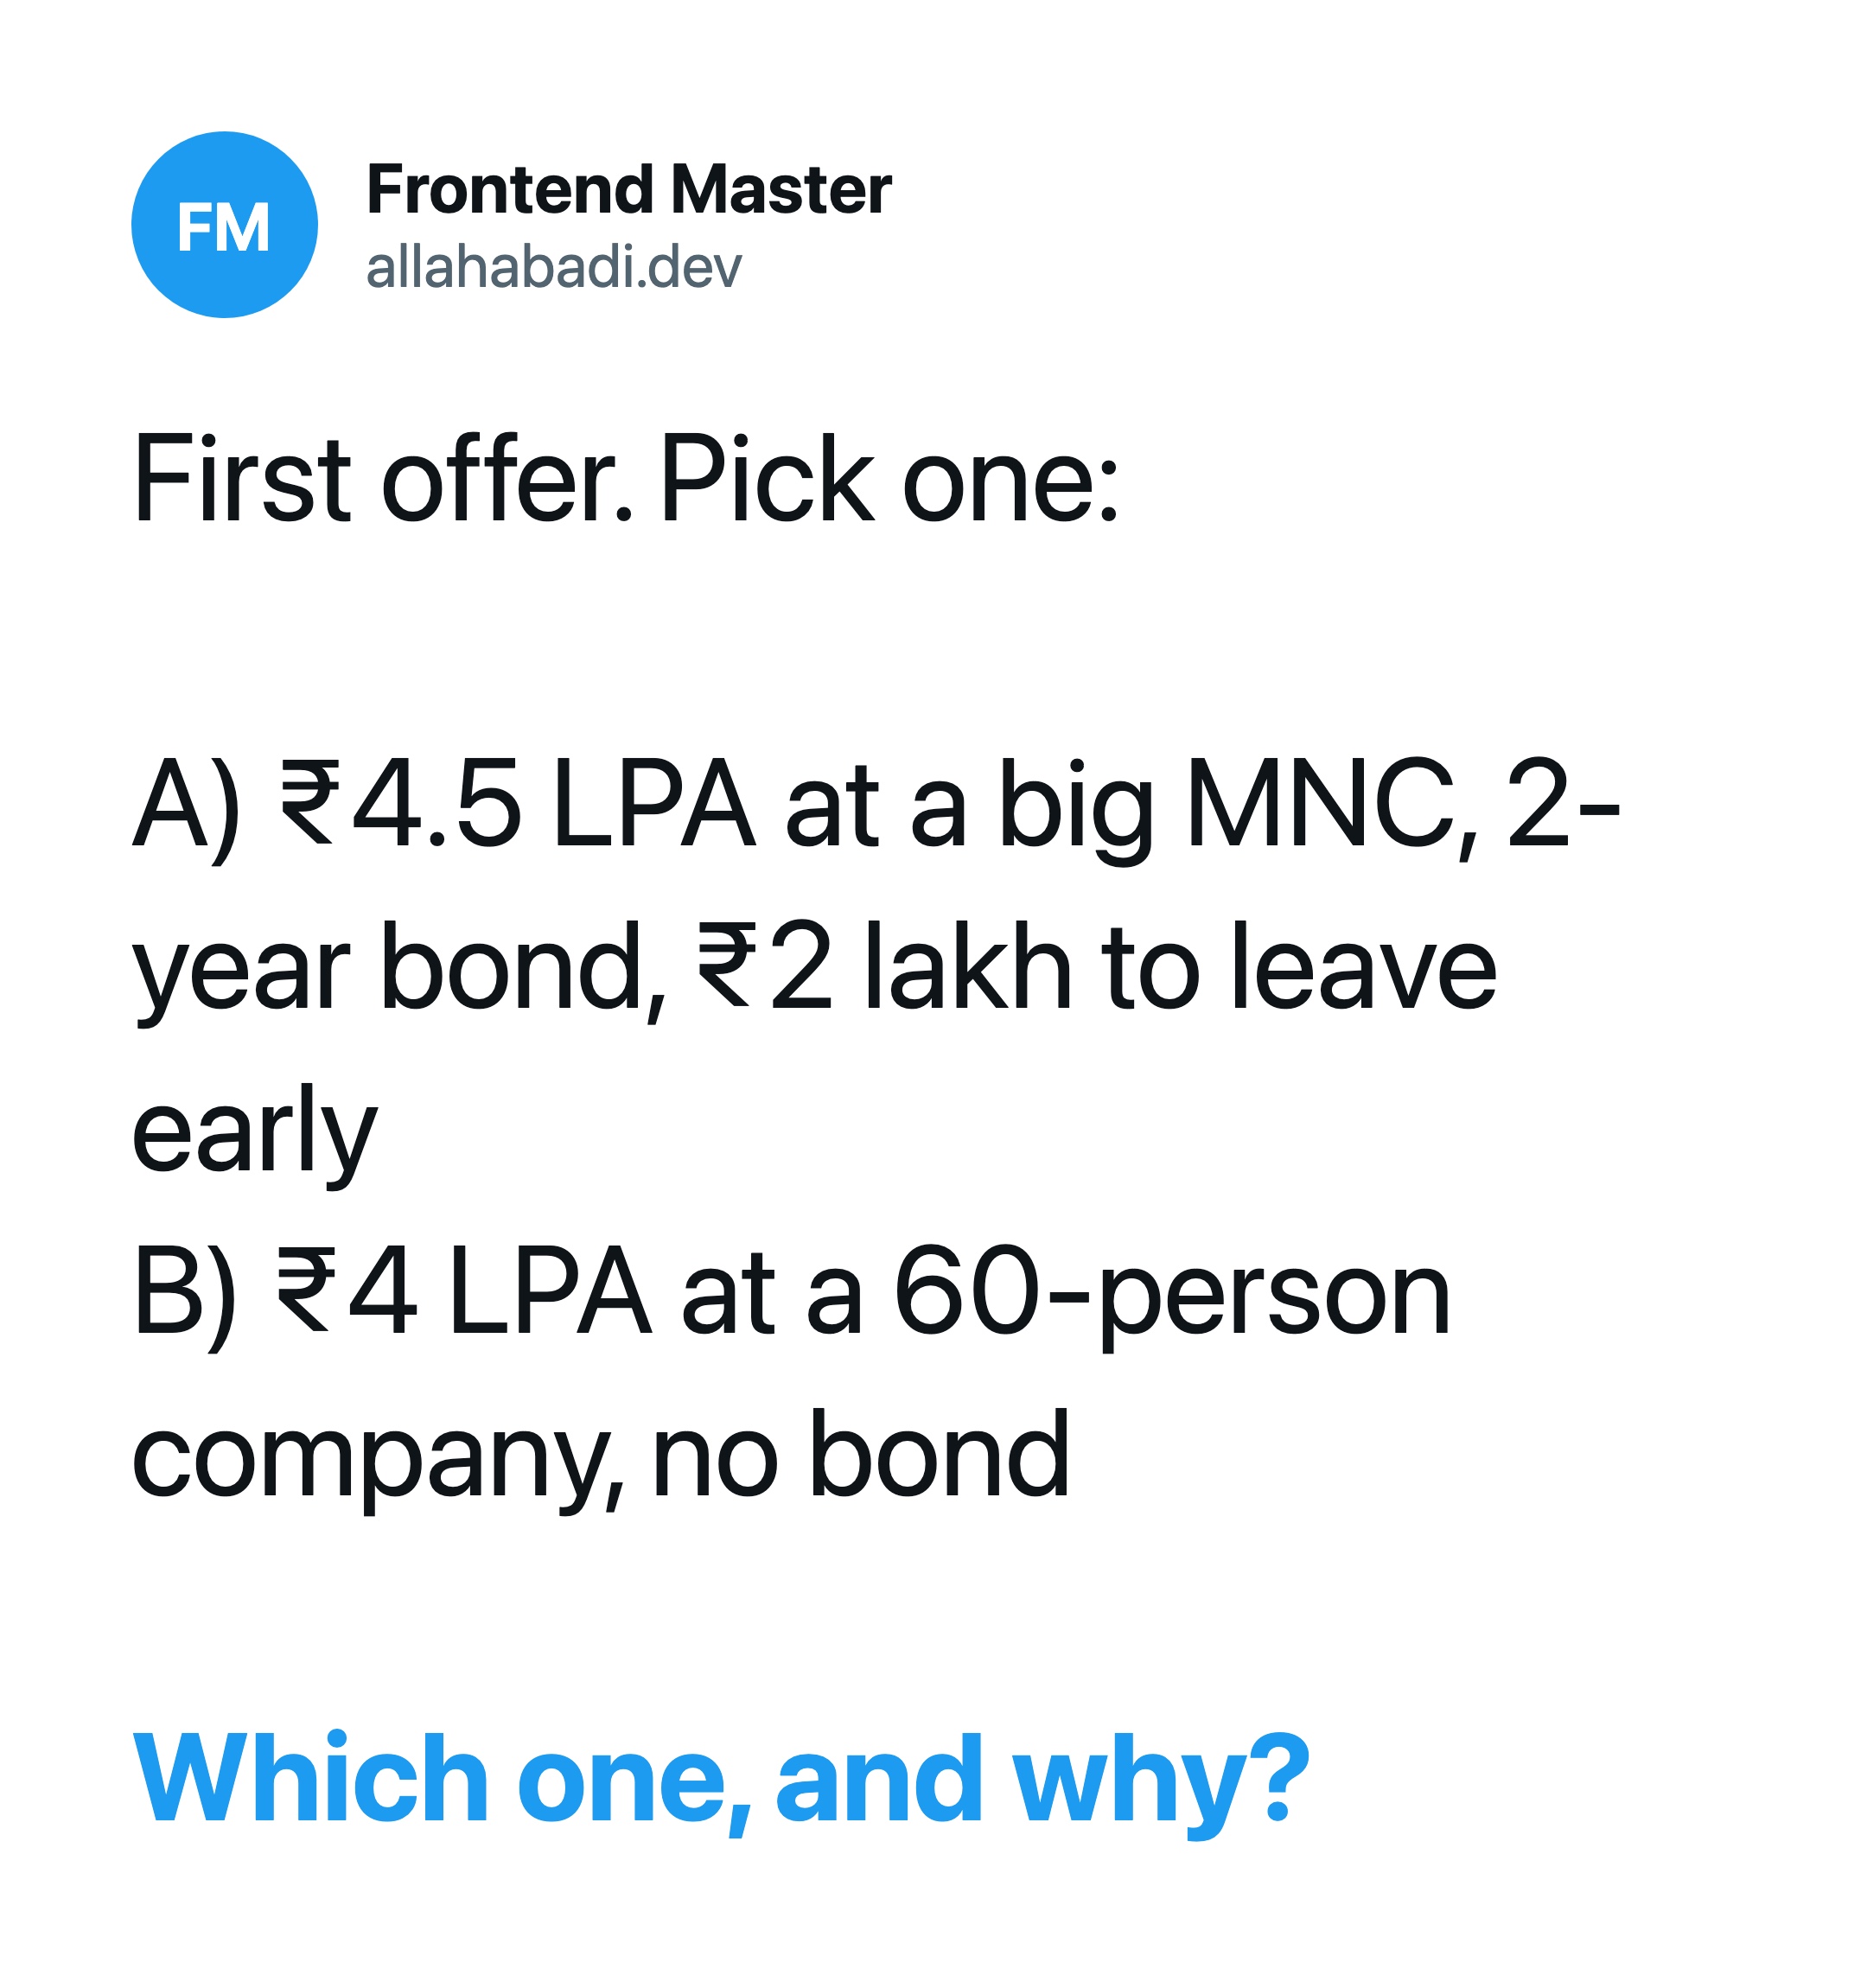 FM
Frontend Master
allahabadi.dev
First offer. Pick one:
A) ₹4.5 LPA at a big MNC, 2-
year bond, ₹2 lakh to leave
early
B) ₹4 LPA at a 60-person
company, no bond
Which one, and why?